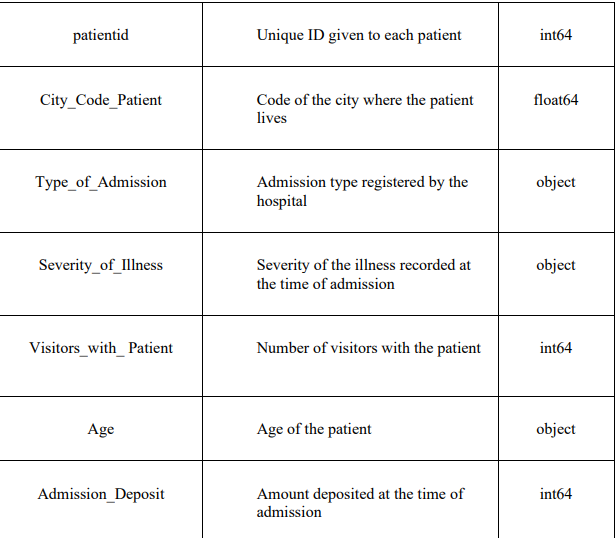 patientid Unique ID given to each patient int64
City_Code_Patient Code of the city where the patient float64
lives
Type_of_Admission Admission type registered by the object
hospital
Severity_of_Illness Severity of the illness recorded at object
the time of admission
Visitors_with_ Patient Number of visitors with the patient int64
Age Age of the patient object
Admission_Deposit Amount deposited at the time of int64
admission